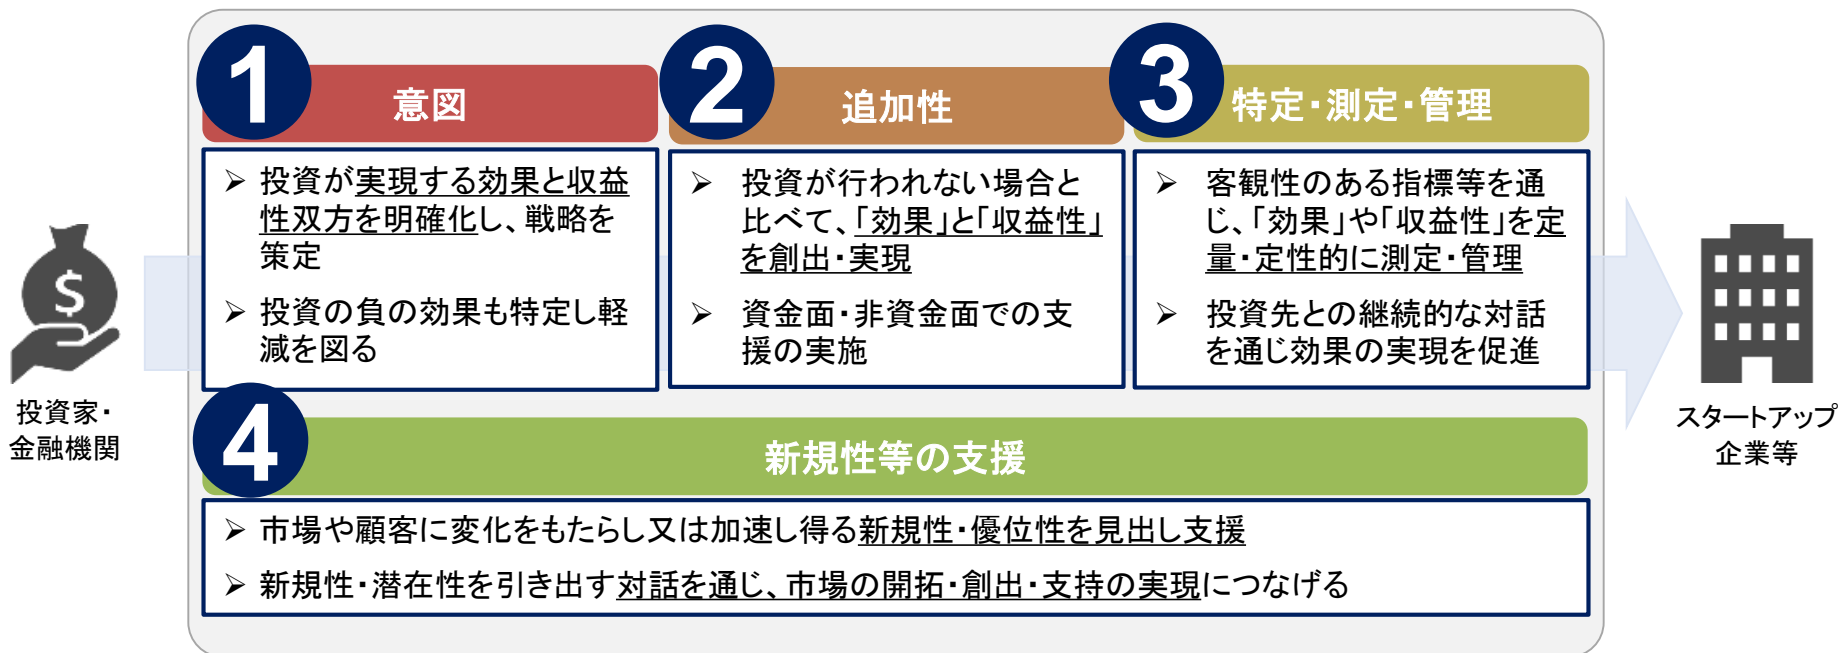 1
意図
➢ 投資が実現する効果と収益
性双方を明確化し、戦略を
策定
➢ 投資の負の効果も特定し軽
減を図る
2
追加性
➢ 投資が行われない場合と
比べて、「効果」と「収益性」
を創出・実現
➢ 資金面・非資金面での支
援の実施
3
特定・測定・管理
➢ 客観性のある指標等を通
じ、「効果」や「収益性」を定
量・定性的に測定・管理
➢ 投資先との継続的な対話
を通じ効果の実現を促進
$
投資家・
金融機関
スタートアップ
企業等
4
新規性等の支援
➢ 市場や顧客に変化をもたらし又は加速し得る新規性・優位性を見出し支援
➢ 新規性・潜在性を引き出す対話を通じ、市場の開拓・創出・支持の実現につなげる